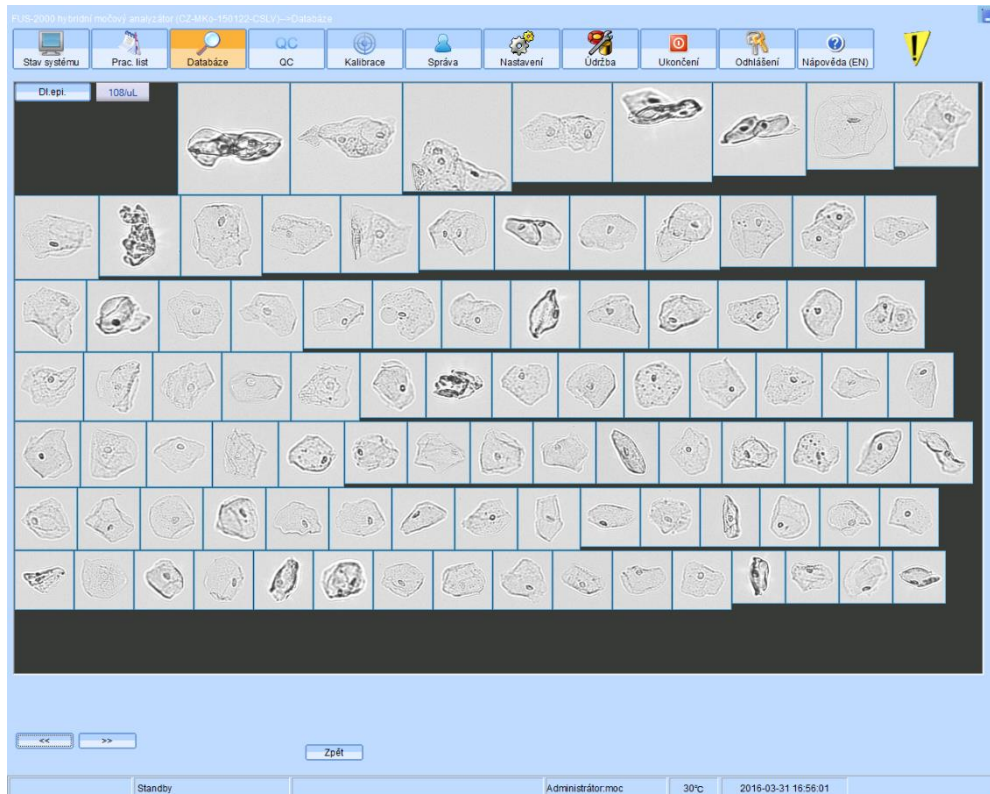 FUS-2000 hybridní močový analyzátor (CZ-MKo-150122-CSLV)-->Databáze
Stav systému Prac. list Databáze QC Kalibrace Správa Nastavení Údržba Ukončení Odhlášení Nápověda (EN)
Dl.epi. 108/uL
<< >>
Zpět
Standby Administrátor.moc 30°C 2016-03-31 16:56:01